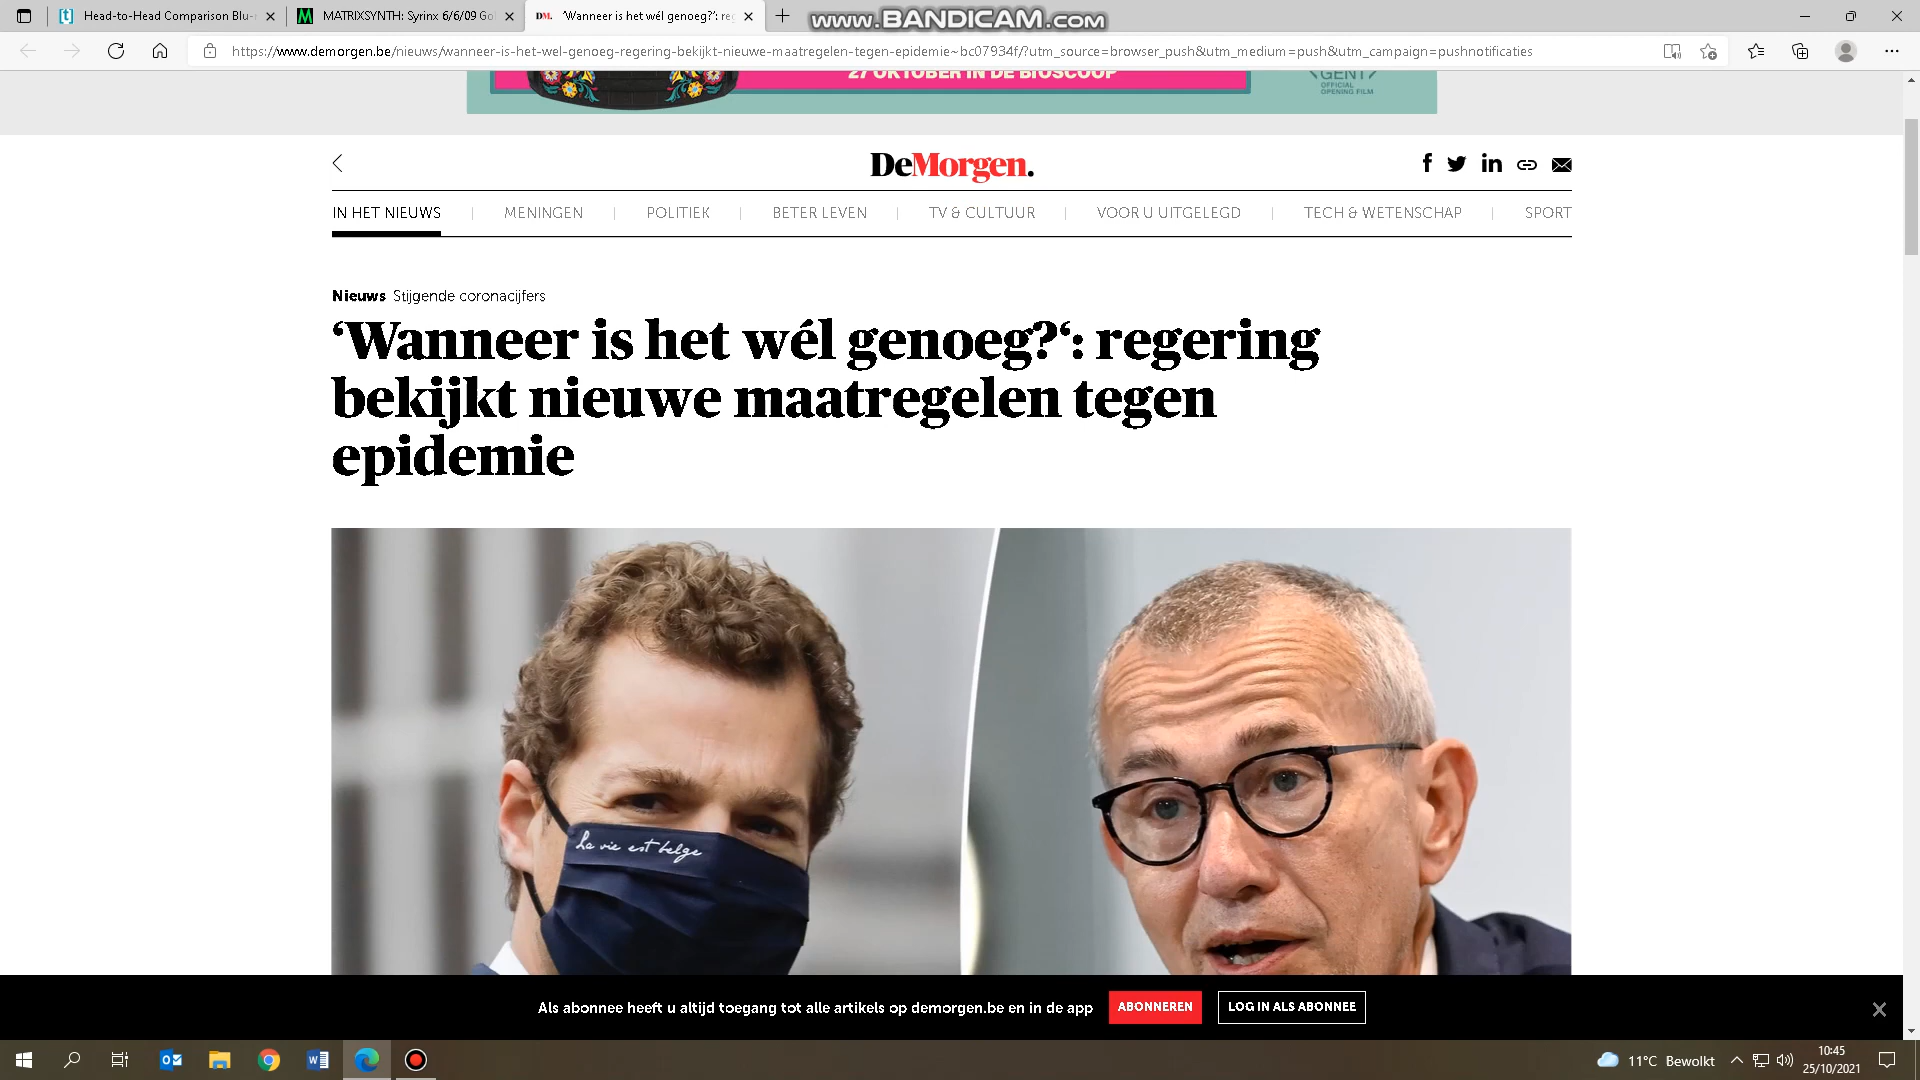 Head-to-Head Comparison Blu-r
MATRIXSYNTH: Syrinx 6/6/09 Gol
DM. 'Wanneer is het wél genoeg?': reg
www.BANDICAM.com
https://www.demorgen.be/nieuws/wanneer-is-het-wel-genoeg-regering-bekijkt-nieuwe-maatregelen-tegen-epidemie~bc07934f/?utm_source=browser_push&utm_medium=push&utm_campaign=pushnotificaties
27 OKTOBER IN DE BIOSCOOP
GENT
OFFICIAL
OPENING FILM
DeMorgen.
IN HET NIEUWS | MENINGEN | POLITIEK | BETER LEVEN | TV & CULTUUR | VOOR U UITGELEGD | TECH & WETENSCHAP | SPORT
Nieuws Stijgende coronacijfers
‘Wanneer is het wél genoeg?‘: regering
bekijkt nieuwe maatregelen tegen
epidemie
La vie est belge
Als abonnee heeft u altijd toegang tot alle artikels op demorgen.be en in de app ABONNEREN LOG IN ALS ABONNEE
11°C Bewolkt
10:45
25/10/2021